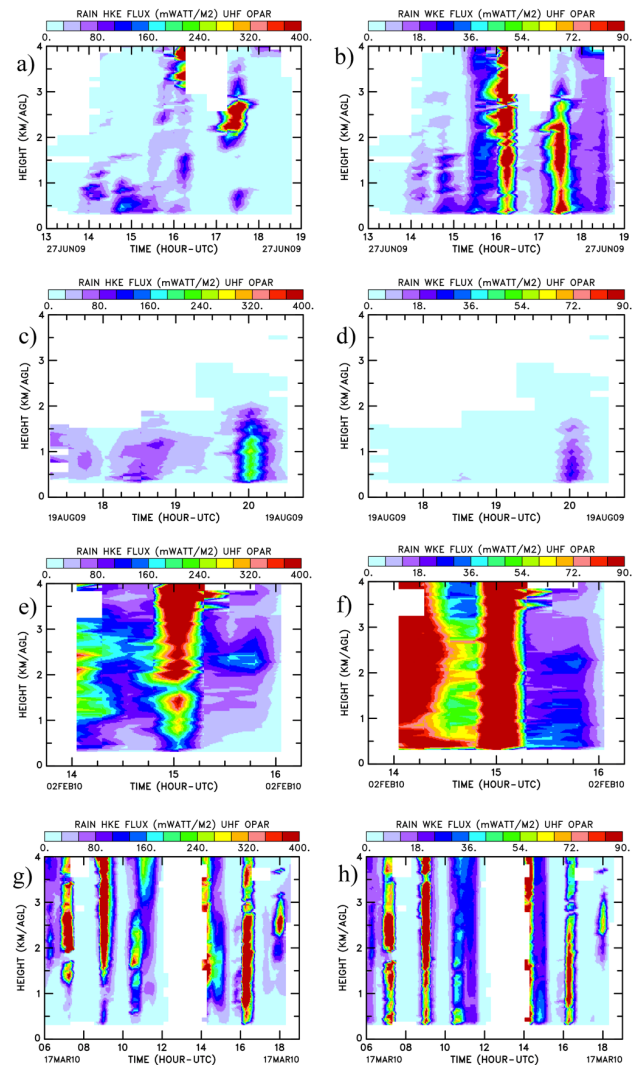 RAIN HKE FLUX (mWATT/M2) UHF OPAR
0. 80. 160. 240. 320. 400.
a)
HEIGHT (KM/AGL)
4
3
2
1
0
13 14 15 16 17 18 19
27JUN09 TIME (HOUR-UTC) 27JUN09
RAIN WKE FLUX (mWATT/M2) UHF OPAR
0. 18. 36. 54. 72. 90.
b)
HEIGHT (KM/AGL)
4
3
2
1
0
13 14 15 16 17 18 19
27JUN09 TIME (HOUR-UTC) 27JUN09
RAIN HKE FLUX (mWATT/M2) UHF OPAR
0. 80. 160. 240. 320. 400.
c)
HEIGHT (KM/AGL)
4
3
2
1
0
18 19 20
19AUG09 TIME (HOUR-UTC) 19AUG09
RAIN WKE FLUX (mWATT/M2) UHF OPAR
0. 18. 36. 54. 72. 90.
d)
HEIGHT (KM/AGL)
4
3
2
1
0
18 19 20
19AUG09 TIME (HOUR-UTC) 19AUG09
RAIN HKE FLUX (mWATT/M2) UHF OPAR
0. 80. 160. 240. 320. 400.
e)
HEIGHT (KM/AGL)
4
3
2
1
0
14 15 16
02FEB10 TIME (HOUR-UTC) 02FEB10
RAIN WKE FLUX (mWATT/M2) UHF OPAR
0. 18. 36. 54. 72. 90.
f)
HEIGHT (KM/AGL)
4
3
2
1
0
14 15 16
02FEB10 TIME (HOUR-UTC) 02FEB10
RAIN HKE FLUX (mWATT/M2) UHF OPAR
0. 80. 160. 240. 320. 400.
g)
HEIGHT (KM/AGL)
4
3
2
1
0
06 08 10 12 14 16 18
17MAR10 TIME (HOUR-UTC) 17MAR10
RAIN WKE FLUX (mWATT/M2) UHF OPAR
0. 18. 36. 54. 72. 90.
h)
HEIGHT (KM/AGL)
4
3
2
1
0
06 08 10 12 14 16 18
17MAR10 TIME (HOUR-UTC) 17MAR10